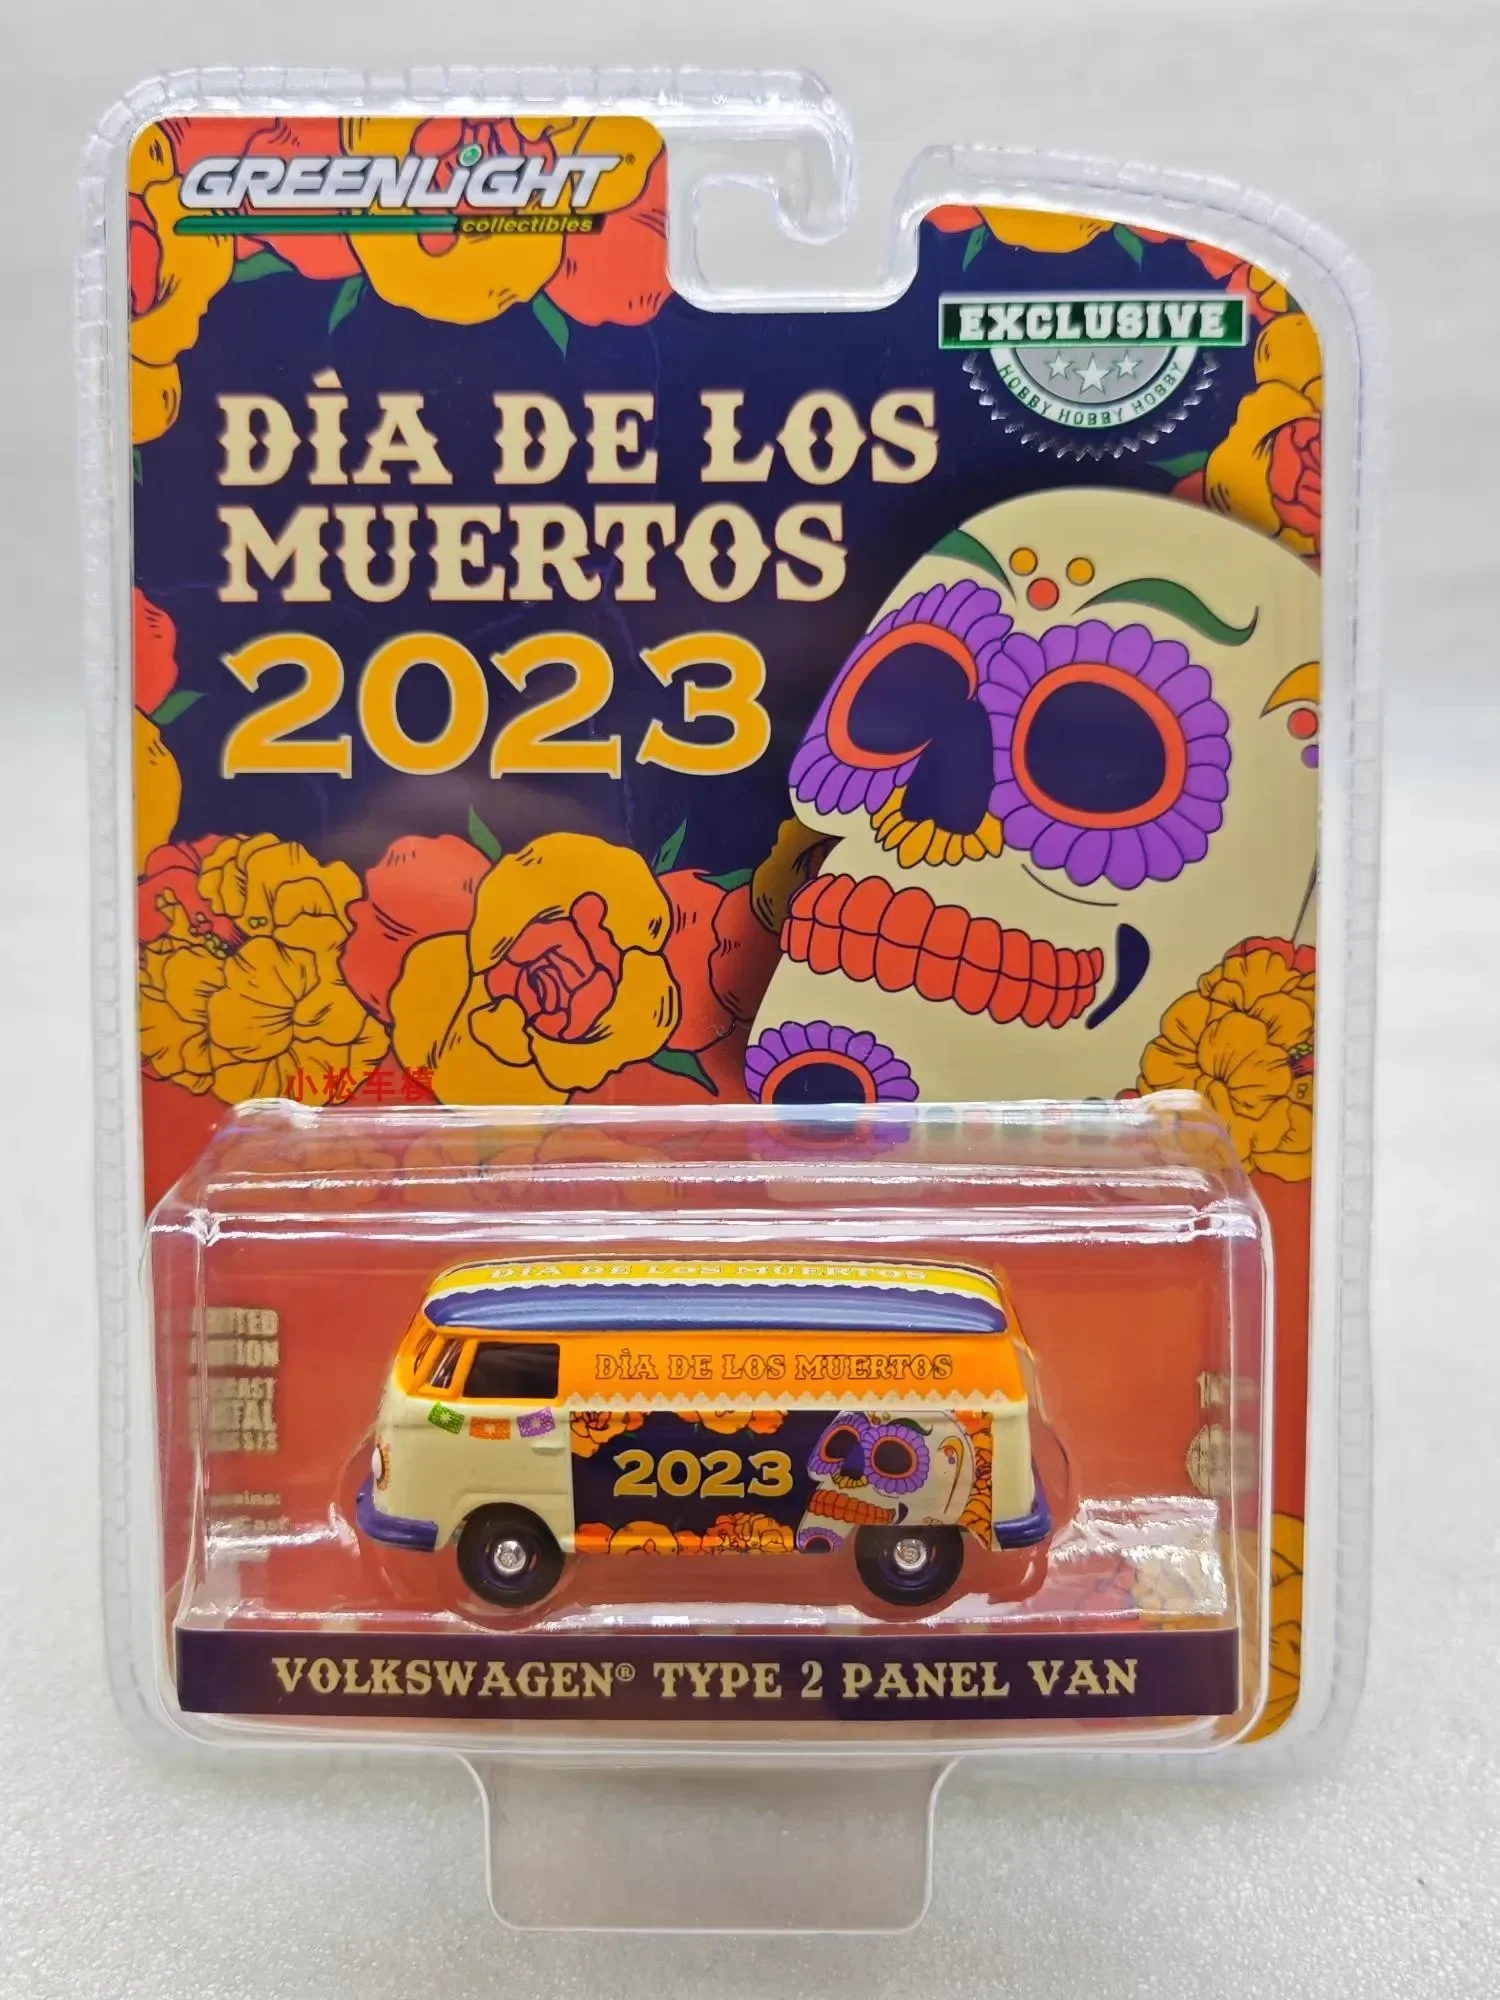 GREENLIGHT®
collectibles
EXCLUSIVE
HOBBY HOBBY HOBBY
DÌA DE LOS
MUERTOS
2023
小松车模
DÌA DE LOS MUERTOS
DÌA DE LOS MUERTOS
2023
VOLKSWAGEN® TYPE 2 PANEL VAN